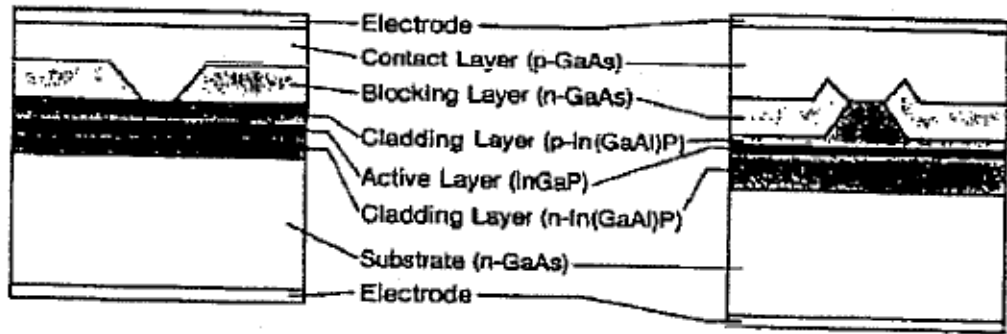 Electrode
Contact Layer (p-GaAs)
Blocking Layer (n-GaAs)
Cladding Layer (p-In(GaAl)P)
Active Layer (InGaP)
Cladding Layer (n-In(GaAl)P)
Substrate (n-GaAs)
Electrode